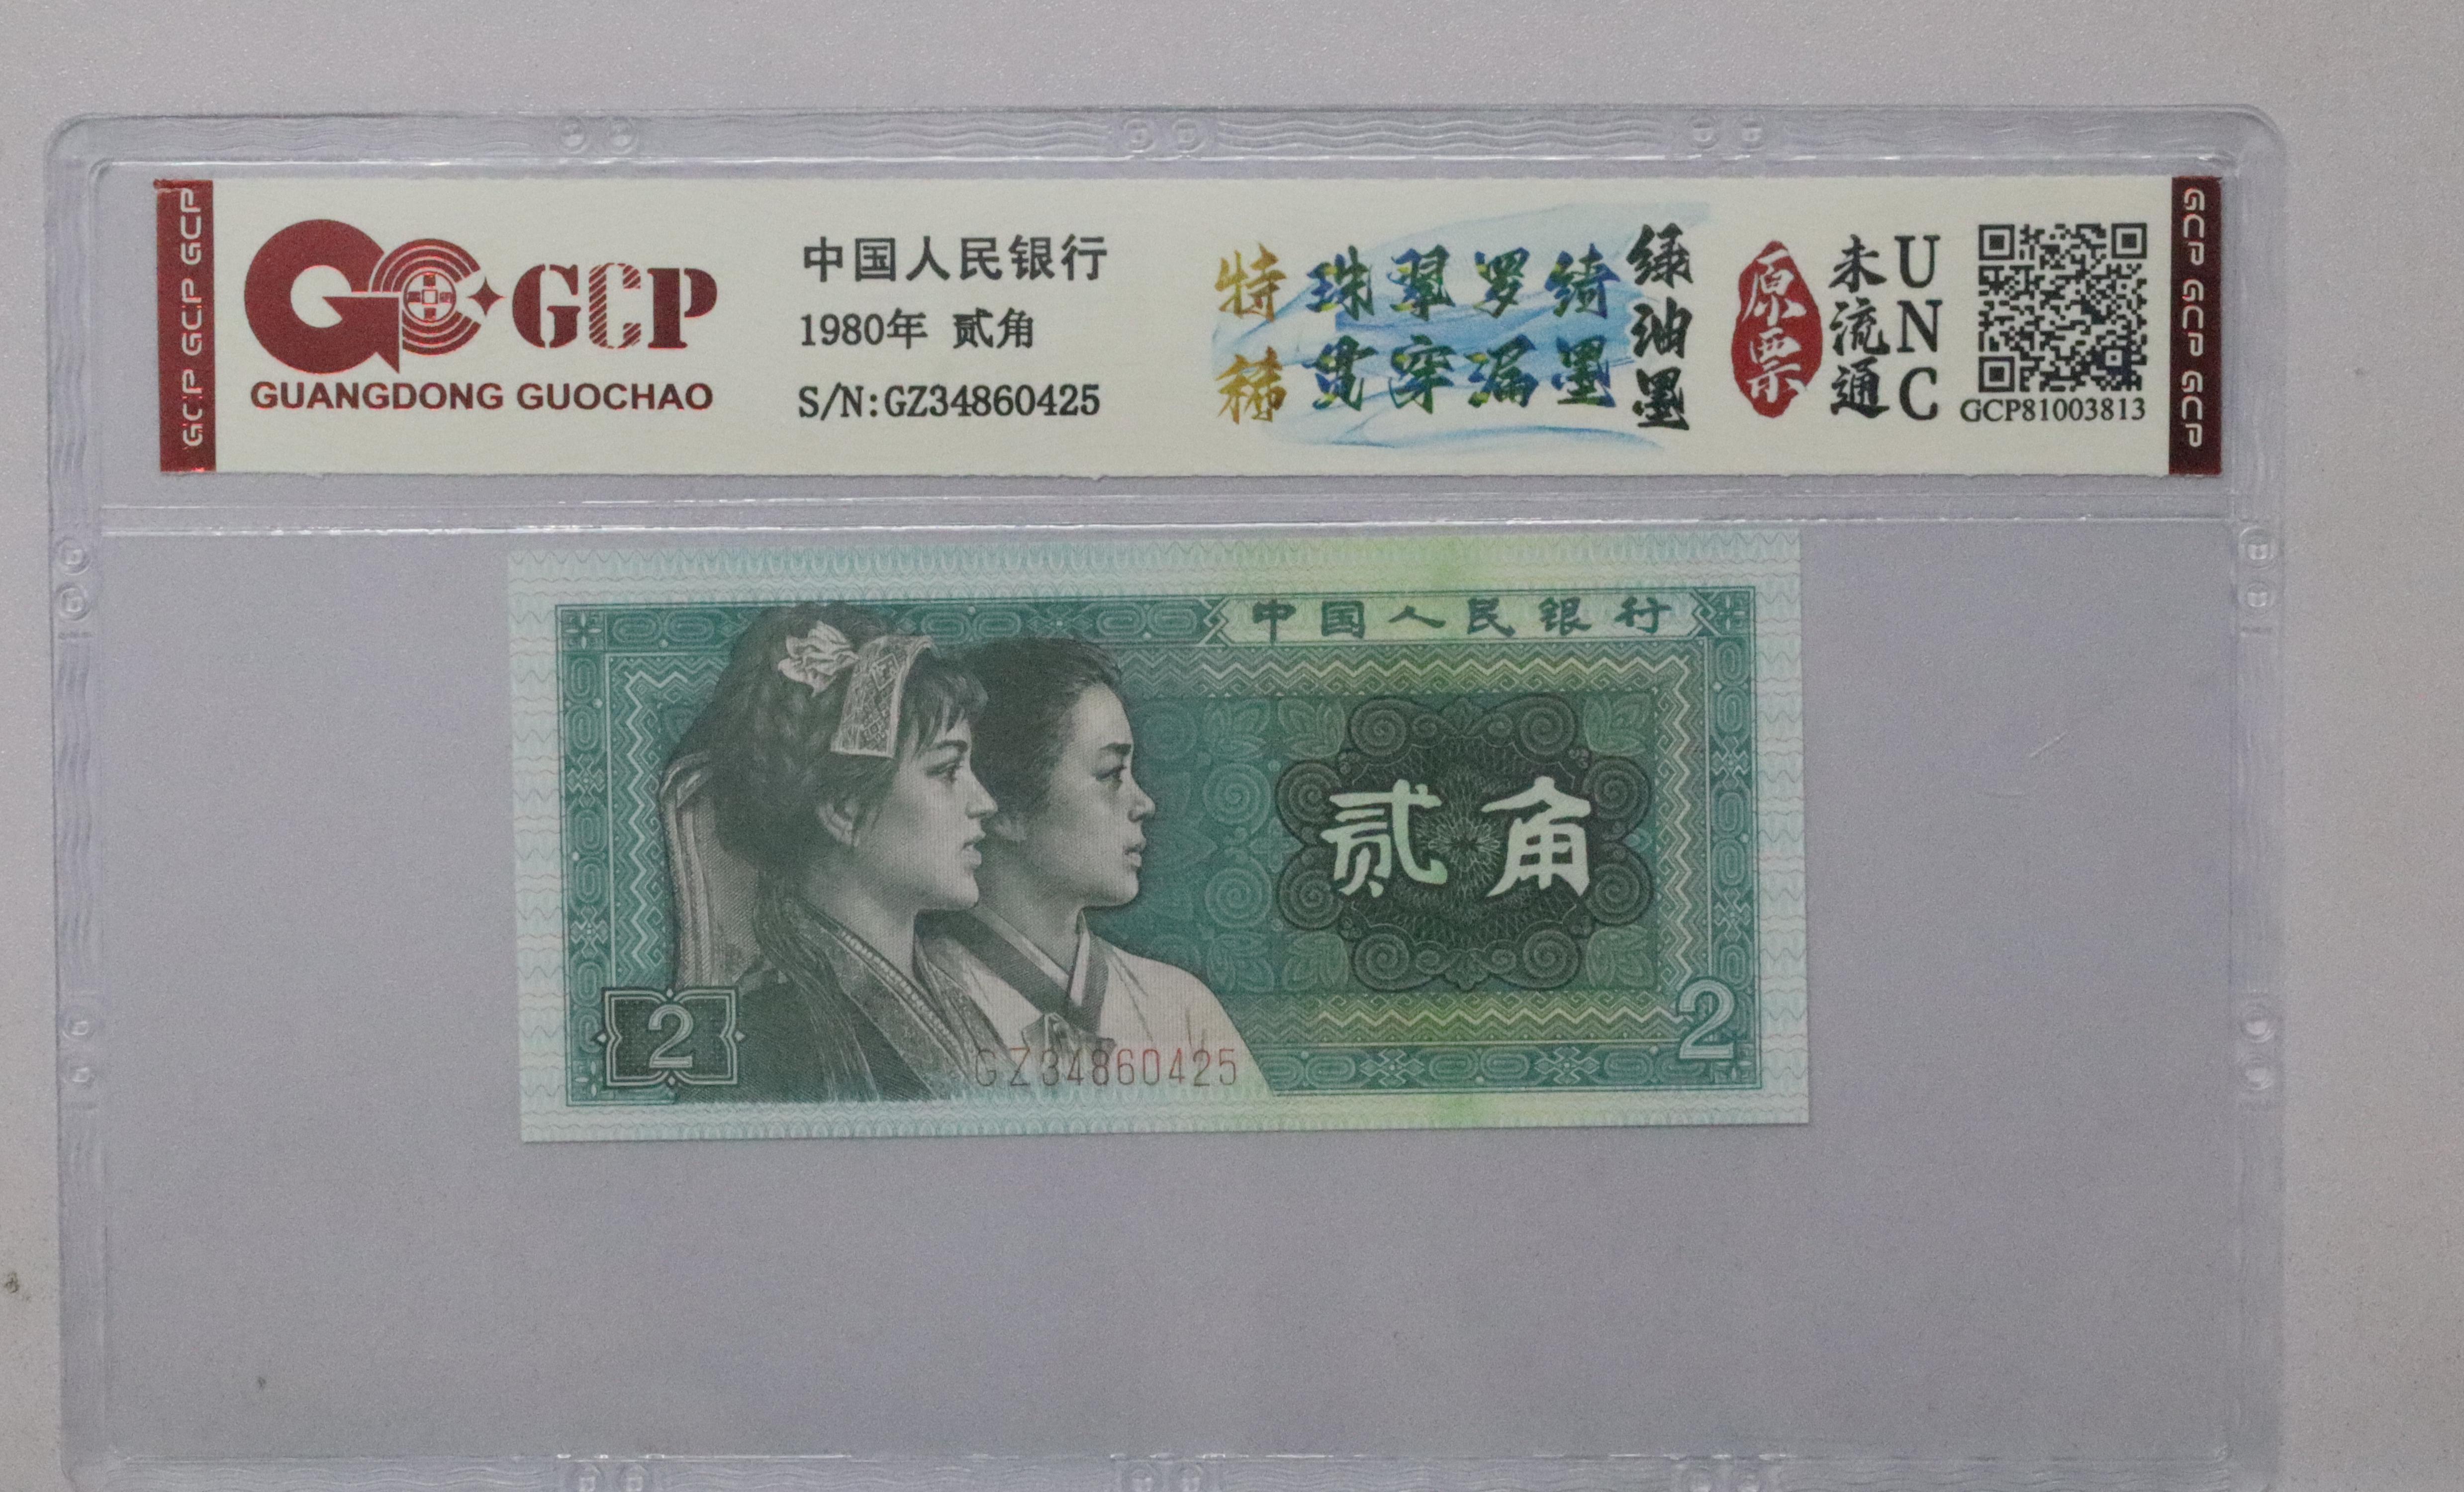 GCP GCP GCP
GCP
GUANGDONG GUOCHAO
中国人民银行
1980年 贰角
S/N:GZ34860425
特稀
珠翠罗绮
贯穿漏墨
绿油墨
原票
未流通
UNC
GCP81003813
GCP GCP GCP
中国人民银行
贰角
2
2
GZ34860425